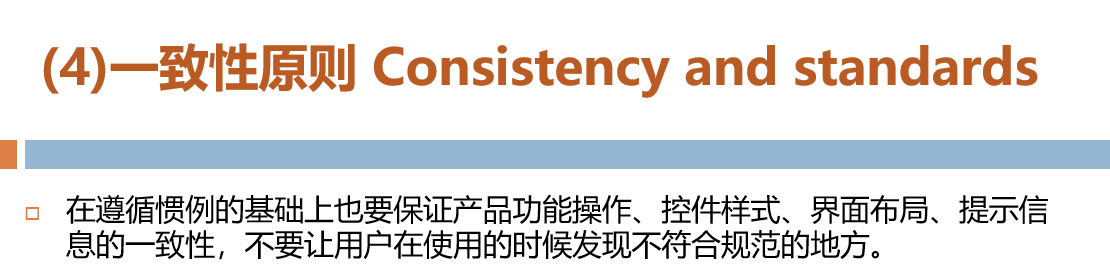 (4)一致性原则 Consistency and standards
在遵循惯例的基础上也要保证产品功能操作、控件样式、界面布局、提示信
息的一致性，不要让用户在使用的时候发现不符合规范的地方。